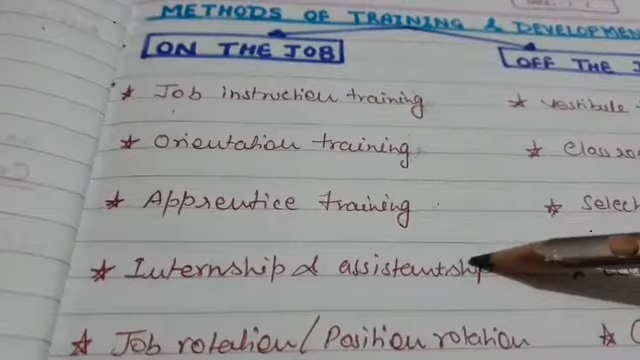 METHODS OF TRAINING & DEVELOPMEN
ON THE JOB
OFF THE J
* Job instruction training
* Vestibule
* Orientation training
* Classro
* Apprentice training
* Select
* Internship & assistantship
* Job rotation/Position rotation